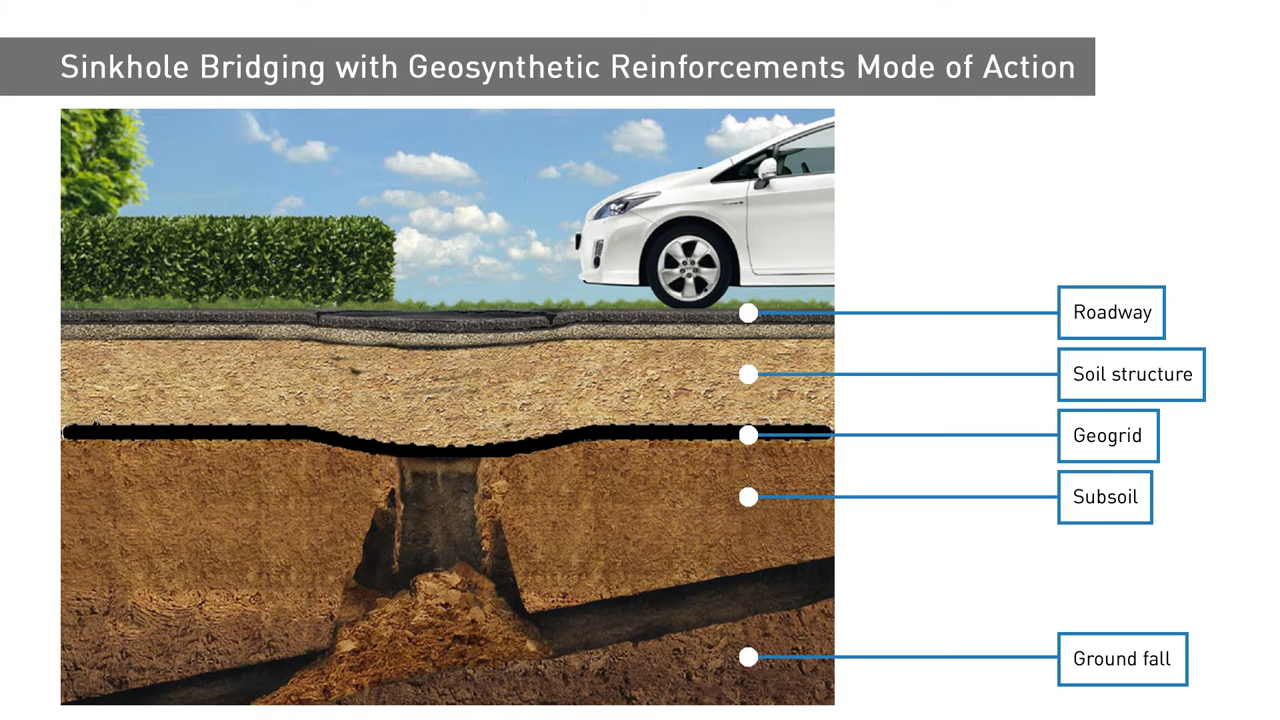 Sinkhole Bridging with Geosynthetic Reinforcements Mode of Action
Roadway
Soil structure
Geogrid
Subsoil
Ground fall